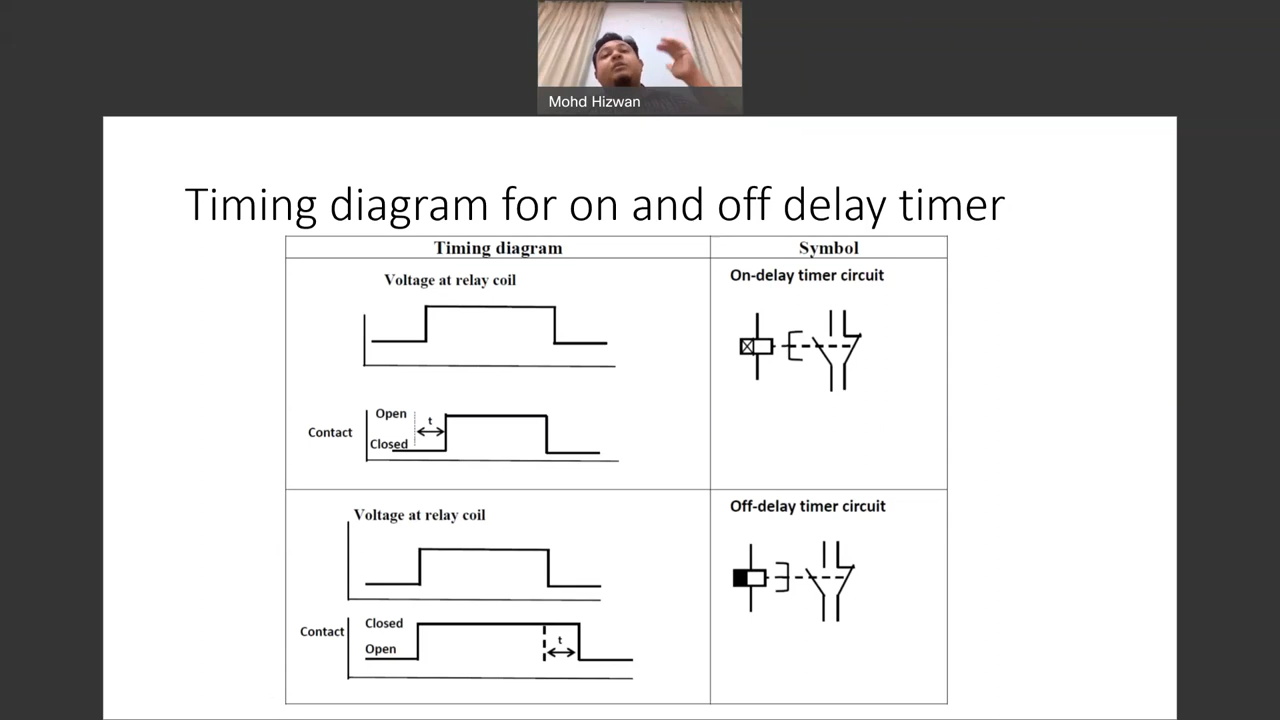 Mohd Hizwan
Timing diagram for on and off delay timer
Timing diagram
Symbol
Voltage at relay coil
On-delay timer circuit
Contact
Open
t
Closed
Voltage at relay coil
Off-delay timer circuit
Contact
Closed
Open
t